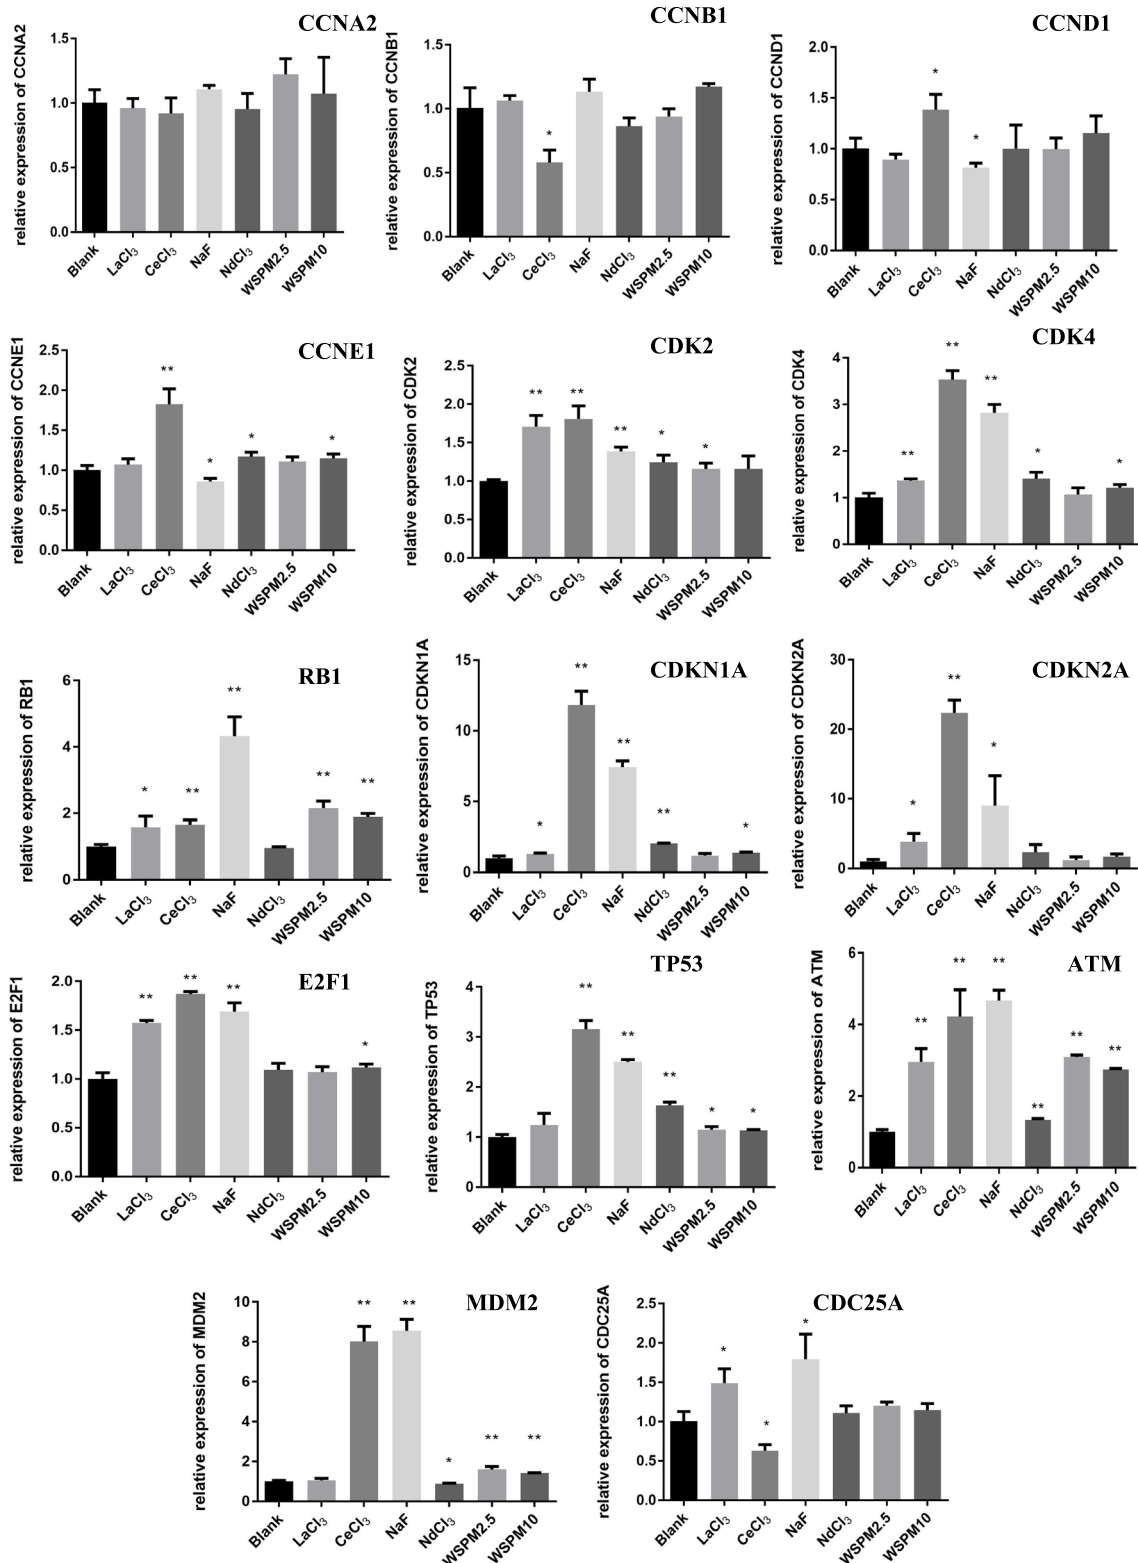 CCNA2
relative expression of CCNA2
1.5
1.0
0.5
0.0
Blank
LaCl₃
CeCl₃
NaF
NdCl₃
WSPM2.5
WSPM10
CCNB1
relative expression of CCNB1
1.5
1.0
0.5
0.0
*
Blank
LaCl₃
CeCl₃
NaF
NdCl₃
WSPM2.5
WSPM10
CCND1
relative expression of CCND1
2.0
1.5
1.0
0.5
0.0
*
*
Blank
LaCl₃
CeCl₃
NaF
NdCl₃
WSPM2.5
WSPM10
CCNE1
relative expression of CCNE1
2.5
2.0
1.5
1.0
0.5
0.0
**
*
*
*
Blank
LaCl₃
CeCl₃
NaF
NdCl₃
WSPM2.5
WSPM10
CDK2
relative expression of CDK2
2.5
2.0
1.5
1.0
0.5
0.0
**
**
**
*
*
Blank
LaCl₃
CeCl₃
NaF
NdCl₃
WSPM2.5
WSPM10
CDK4
relative expression of CDK4
4
3
2
1
0
**
**
**
*
*
Blank
LaCl₃
CeCl₃
NaF
NdCl₃
WSPM2.5
WSPM10
RB1
relative expression of RB1
6
4
2
0
*
**
**
**
**
Blank
LaCl₃
CeCl₃
NaF
NdCl₃
WSPM2.5
WSPM10
CDKN1A
relative expression of CDKN1A
15
10
5
0
*
**
**
**
*
Blank
LaCl₃
CeCl₃
NaF
NdCl₃
WSPM2.5
WSPM10
CDKN2A
relative expression of CDKN2A
30
20
10
0
*
**
*
Blank
LaCl₃
CeCl₃
NaF
NdCl₃
WSPM2.5
WSPM10
E2F1
relative expression of E2F1
2.0
1.5
1.0
0.5
0.0
**
**
**
*
Blank
LaCl₃
CeCl₃
NaF
NdCl₃
WSPM2.5
WSPM10
TP53
relative expression of TP53
4
3
2
1
0
**
**
**
*
*
Blank
LaCl₃
CeCl₃
NaF
NdCl₃
WSPM2.5
WSPM10
ATM
relative expression of ATM
6
4
2
0
**
**
**
**
**
**
Blank
LaCl₃
CeCl₃
NaF
NdCl₃
WSPM2.5
WSPM10
MDM2
relative expression of MDM2
10
8
6
4
2
0
**
**
*
**
**
Blank
LaCl₃
CeCl₃
NaF
NdCl₃
WSPM2.5
WSPM10
CDC25A
relative expression of CDC25A
2.5
2.0
1.5
1.0
0.5
0.0
*
*
*
Blank
LaCl₃
CeCl₃
NaF
NdCl₃
WSPM2.5
WSPM10